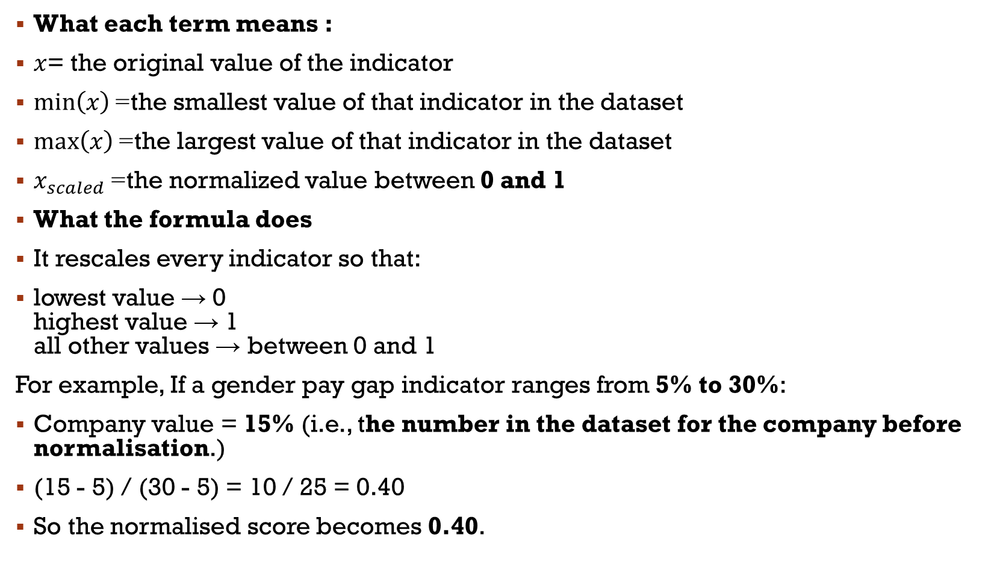 ▪ What each term means :
▪ 𝑥= the original value of the indicator
▪ min(𝑥) =the smallest value of that indicator in the dataset
▪ max(𝑥) =the largest value of that indicator in the dataset
▪ 𝑥𝑠𝑐𝑎𝑙𝑒𝑑 =the normalized value between 0 and 1
▪ What the formula does
▪ It rescales every indicator so that:
▪ lowest value → 0
highest value → 1
all other values → between 0 and 1
For example, If a gender pay gap indicator ranges from 5% to 30%:
▪ Company value = 15% (i.e., the number in the dataset for the company before
normalisation.)
▪ (15 - 5) / (30 - 5) = 10 / 25 = 0.40
▪ So the normalised score becomes 0.40.